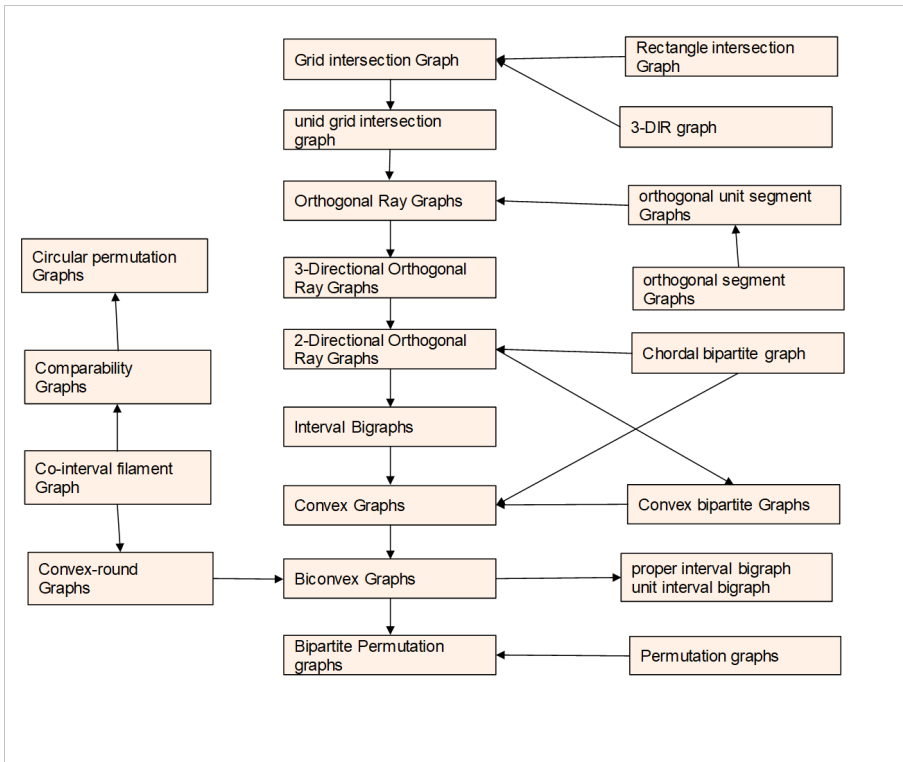 Grid intersection Graph
Rectangle intersection
Graph
unid grid intersection
graph
3-DIR graph
Orthogonal Ray Graphs
orthogonal unit segment
Graphs
Circular permutation
Graphs
3-Directional Orthogonal
Ray Graphs
orthogonal segment
Graphs
2-Directional Orthogonal
Ray Graphs
Chordal bipartite graph
Comparability
Graphs
Interval Bigraphs
Co-interval filament
Graph
Convex Graphs
Convex bipartite Graphs
Convex-round
Graphs
Biconvex Graphs
proper interval bigraph
unit interval bigraph
Bipartite Permutation
graphs
Permutation graphs